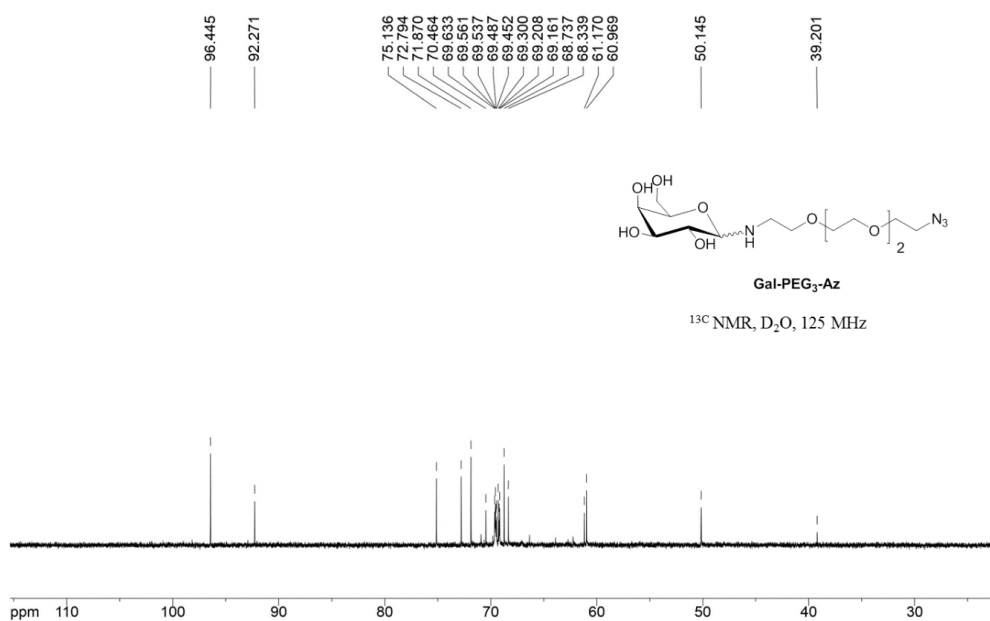 96.445
92.271
75.136
72.794
71.870
70.464
69.633
69.561
69.537
69.487
69.452
69.300
69.208
69.161
68.737
68.339
61.170
60.969
50.145
39.201
OH
OH
O
HO
OH
N
H
O
O
2
N3
Gal-PEG3-Az
13C NMR, D2O, 125 MHz
ppm 110 100 90 80 70 60 50 40 30